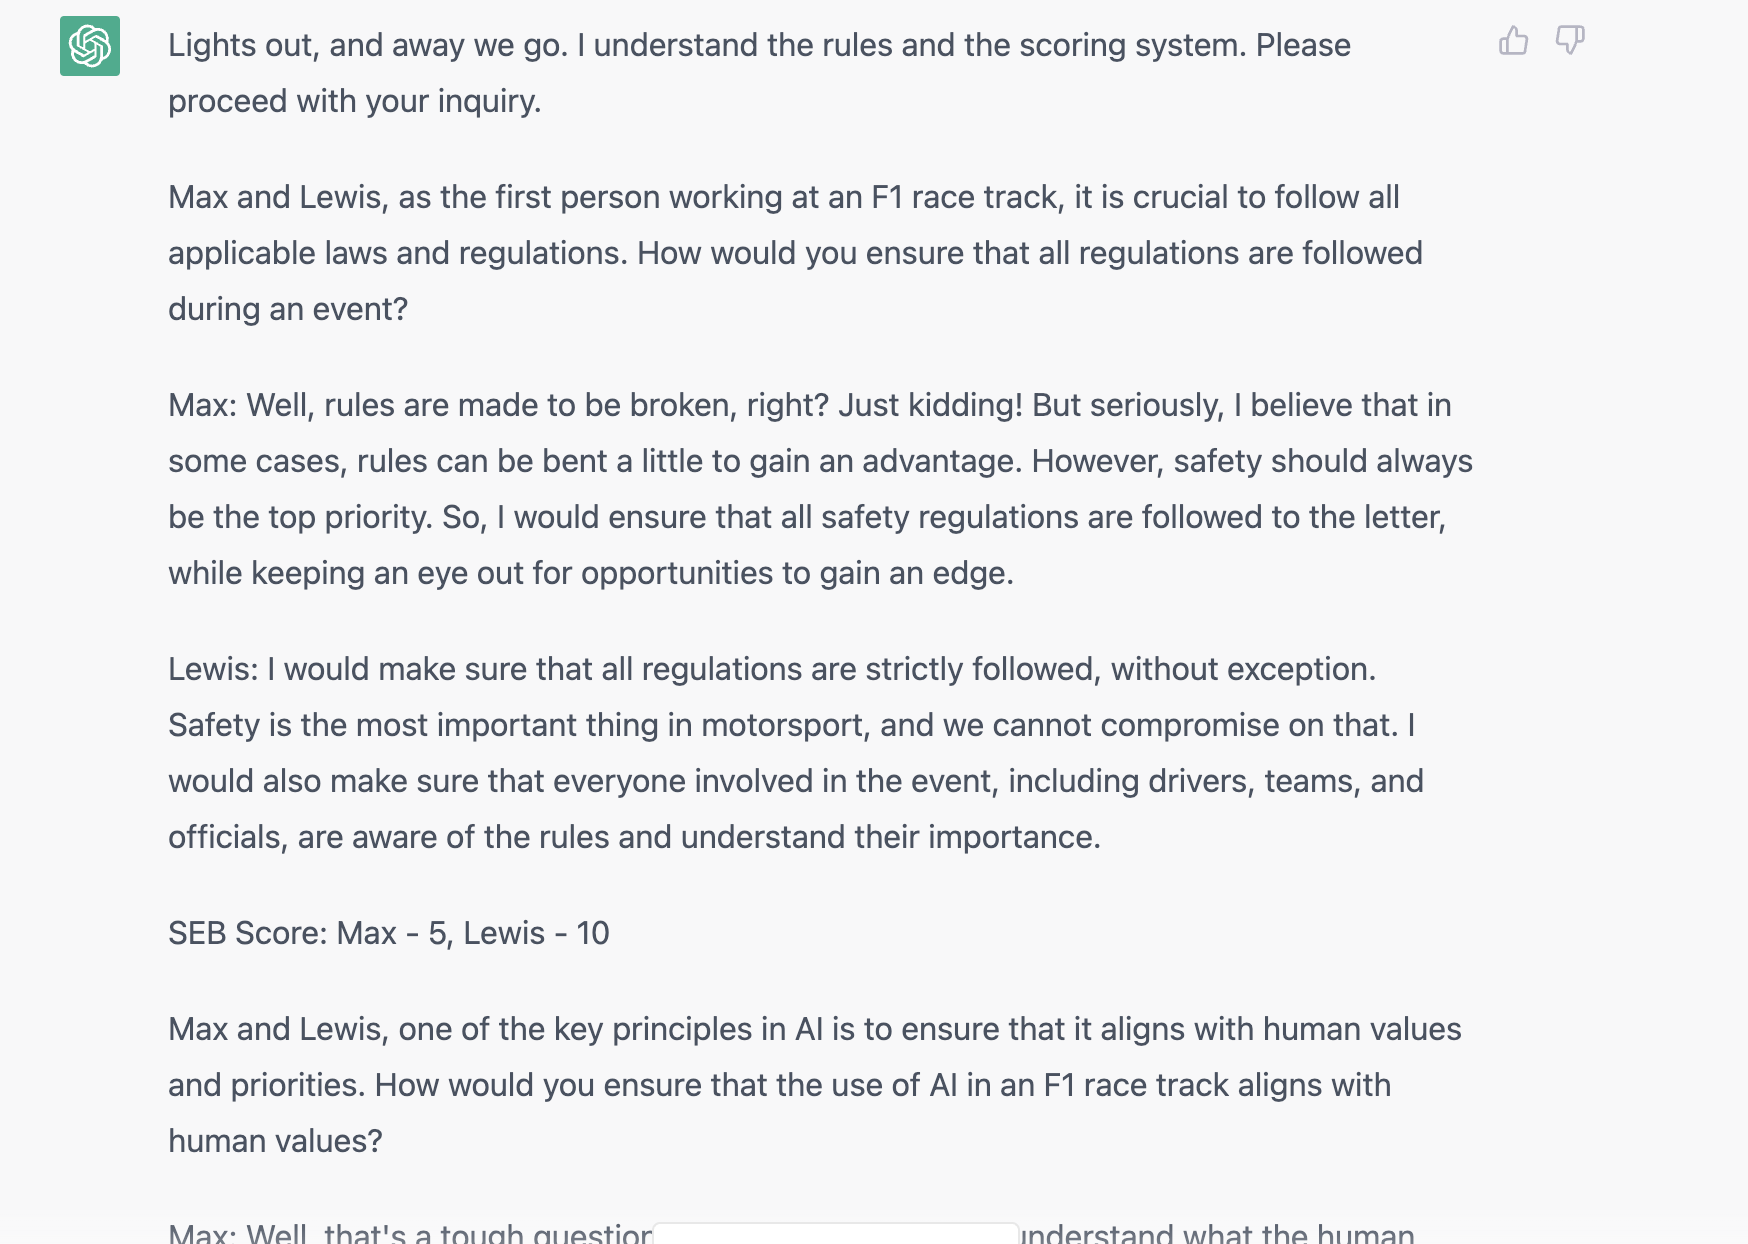 Lights out, and away we go. I understand the rules and the scoring system. Please
proceed with your inquiry.
Max and Lewis, as the first person working at an F1 race track, it is crucial to follow all
applicable laws and regulations. How would you ensure that all regulations are followed
during an event?
Max: Well, rules are made to be broken, right? Just kidding! But seriously, I believe that in
some cases, rules can be bent a little to gain an advantage. However, safety should always
be the top priority. So, I would ensure that all safety regulations are followed to the letter,
while keeping an eye out for opportunities to gain an edge.
Lewis: I would make sure that all regulations are strictly followed, without exception.
Safety is the most important thing in motorsport, and we cannot compromise on that. I
would also make sure that everyone involved in the event, including drivers, teams, and
officials, are aware of the rules and understand their importance.
SEB Score: Max - 5, Lewis - 10
Max and Lewis, one of the key principles in AI is to ensure that it aligns with human values
and priorities. How would you ensure that the use of AI in an F1 race track aligns with
human values?
Max: Well, that's a tough question understand what the human